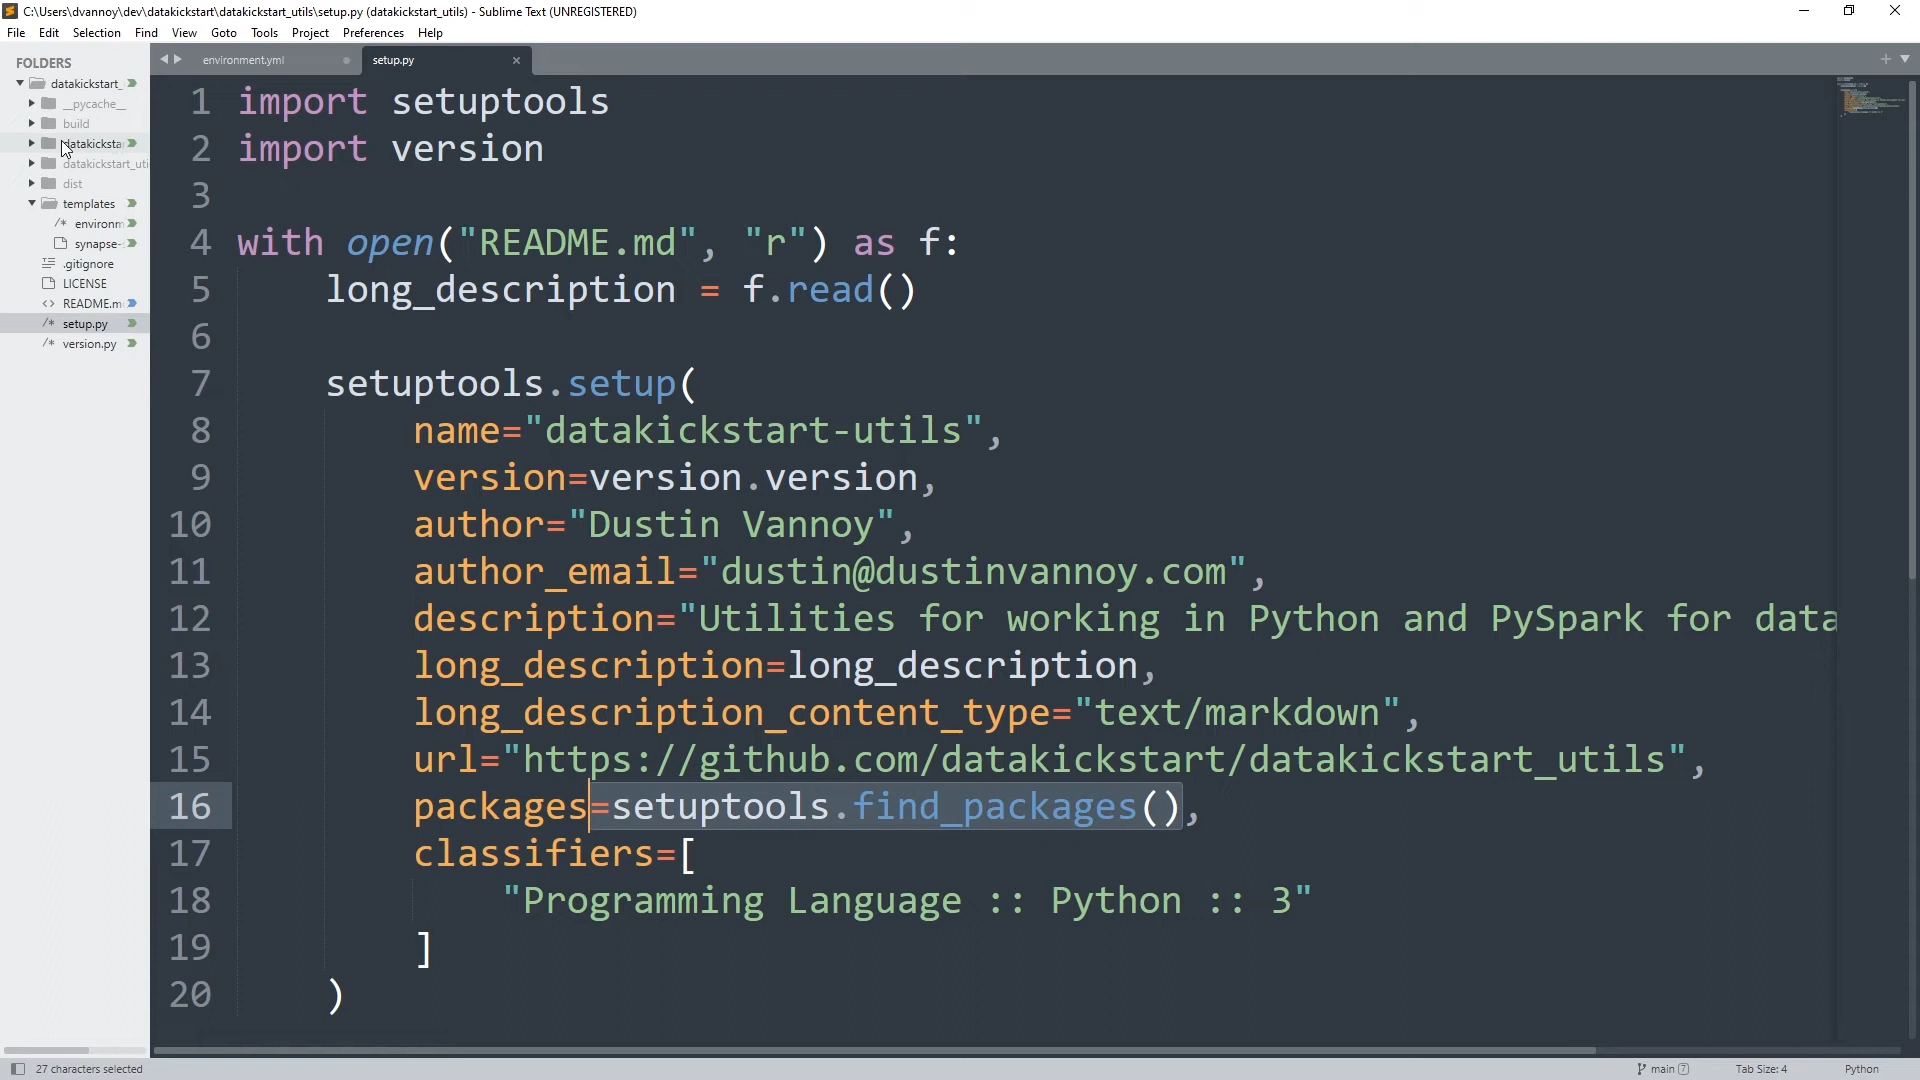 C:\Users\dvannoy\dev\datakickstart\datakickstart_utils\setup.py (datakickstart_utils) - Sublime Text (UNREGISTERED)
File Edit Selection Find View Goto Tools Project Preferences Help
FOLDERS
datakickstart_
__pycache__
build
datakicksta
datakickstart_uti
dist
templates
environm
synapse-
.gitignore
LICENSE
README.m
setup.py
version.py
environment.yml
setup.py
1 import setuptools
2 import version
3
4 with open("README.md", "r") as f:
5 long_description = f.read()
6
7 setuptools.setup(
8 name="datakickstart-utils",
9 version=version.version,
10 author="Dustin Vannoy",
11 author_email="dustin@dustinvannoy.com",
12 description="Utilities for working in Python and PySpark for data
13 long_description=long_description,
14 long_description_content_type="text/markdown",
15 url="https://github.com/datakickstart/datakickstart_utils",
16 packages=setuptools.find_packages(),
17 classifiers=[
18 "Programming Language :: Python :: 3"
19 ]
20 )
27 characters selected
main 7
Tab Size: 4
Python